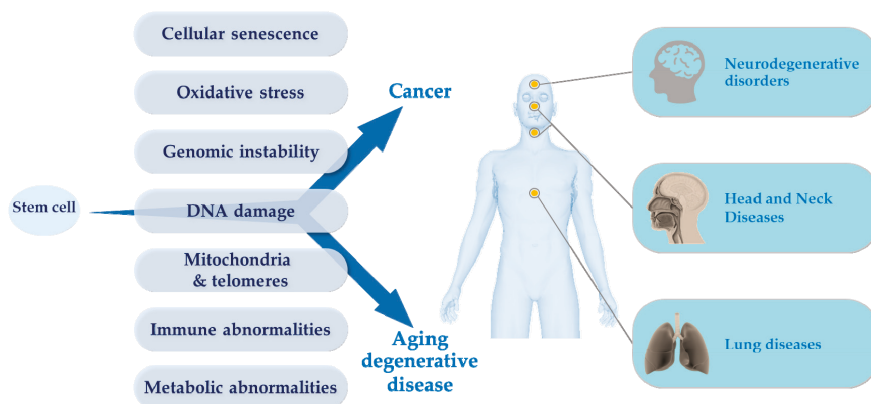 Cellular senescence
Oxidative stress
Genomic instability
Stem cell
DNA damage
Mitochondria
& telomeres
Immune abnormalities
Metabolic abnormalities
Cancer
Aging
degenerative
disease
Neurodegenerative
disorders
Head and Neck
Diseases
Lung diseases